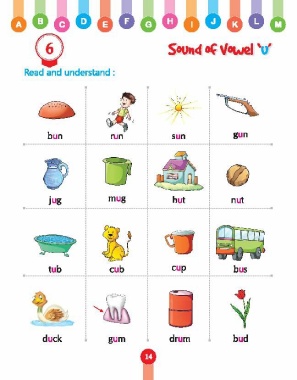 A B C D E F G H I J K L M
6
Sound of Vowel 'u'
Read and understand :
bun run sun gun
jug mug hut nut
tub cub cup bus
duck gum drum bud
14